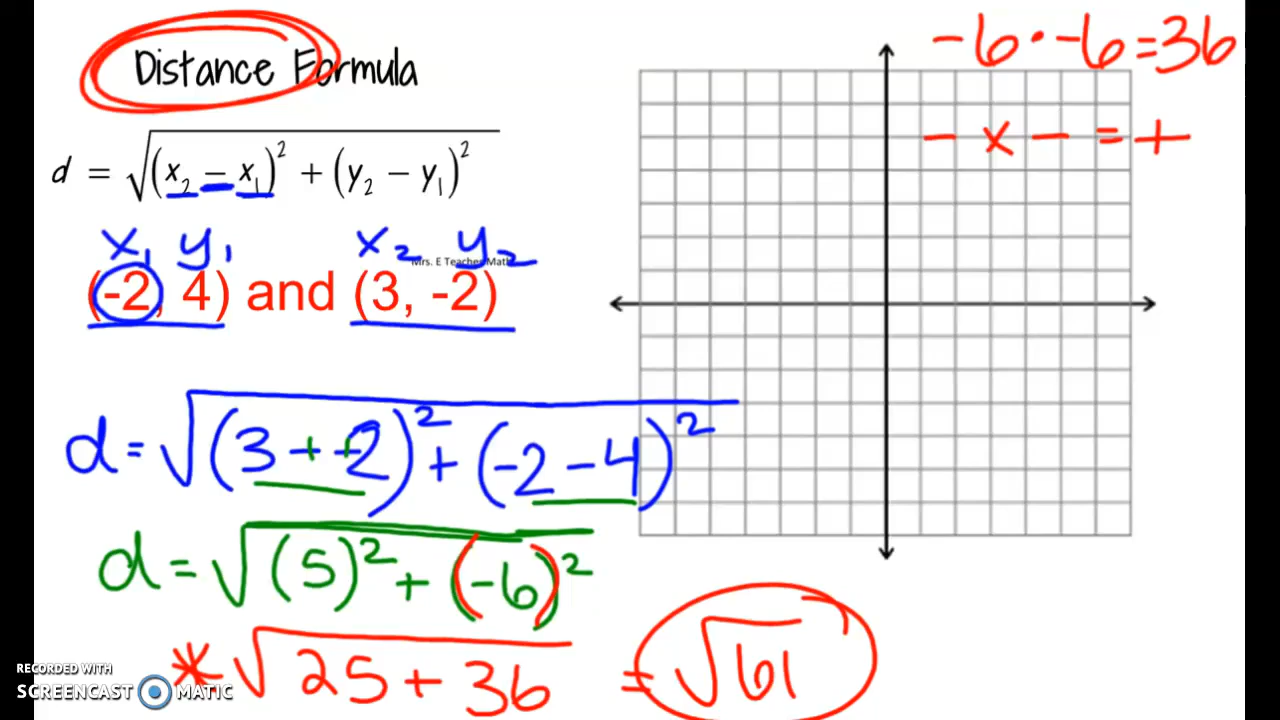 Distance Formula
d = √(x₂ − x₁)² + (y₂ − y₁)²
x₁ y₁ x₂ y₂
Mrs. E Teaches Math
(-2, 4) and (3, -2)
d = √(3 + +2)² + (-2 - 4)²
d = √(5)² + (-6)²
* √25 + 36 = √61
-6 · -6 = 36
- x - = +
RECORDED WITH
SCREENCAST MATIC